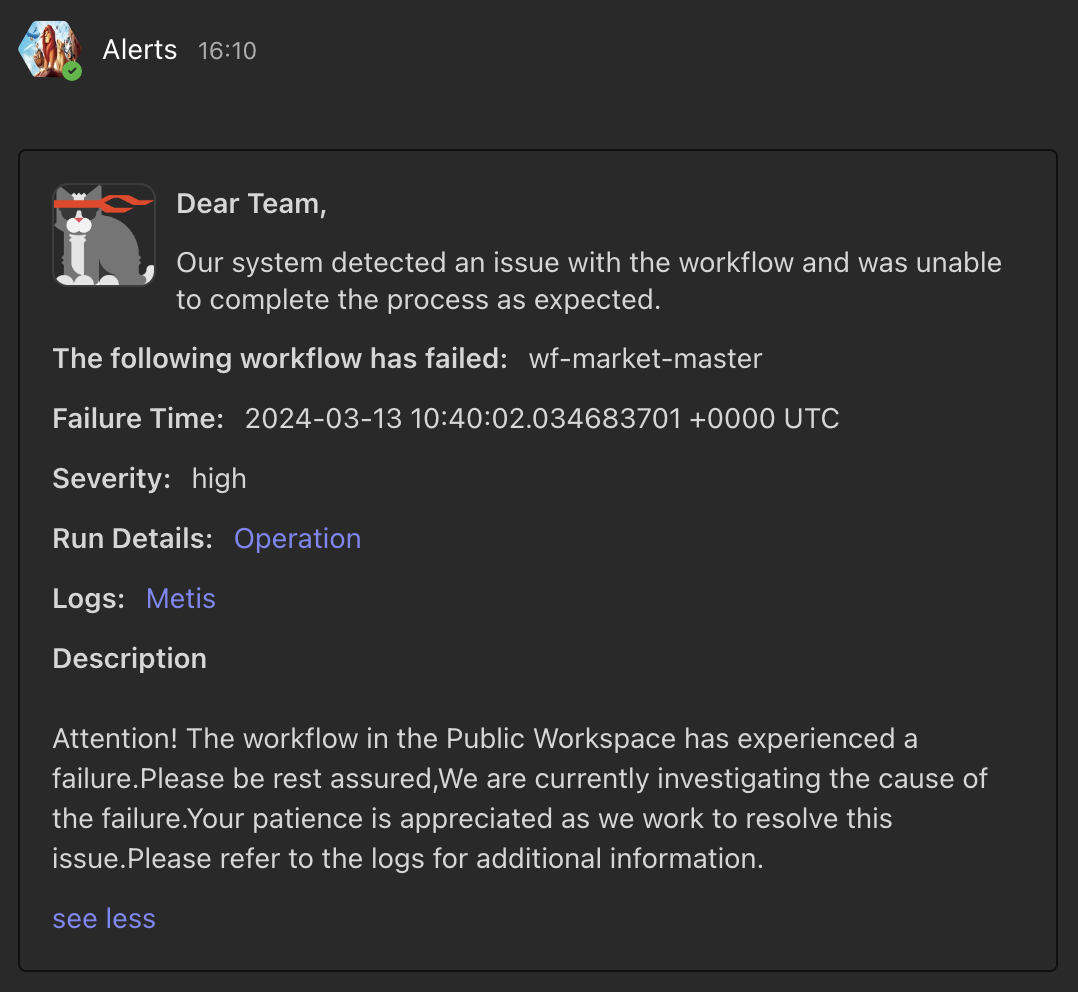 Alerts 16:10
Dear Team,
Our system detected an issue with the workflow and was unable
to complete the process as expected.
The following workflow has failed: wf-market-master
Failure Time: 2024-03-13 10:40:02.034683701 +0000 UTC
Severity: high
Run Details: Operation
Logs: Metis
Description
Attention! The workflow in the Public Workspace has experienced a
failure.Please be rest assured,We are currently investigating the cause of
the failure.Your patience is appreciated as we work to resolve this
issue.Please refer to the logs for additional information.
see less